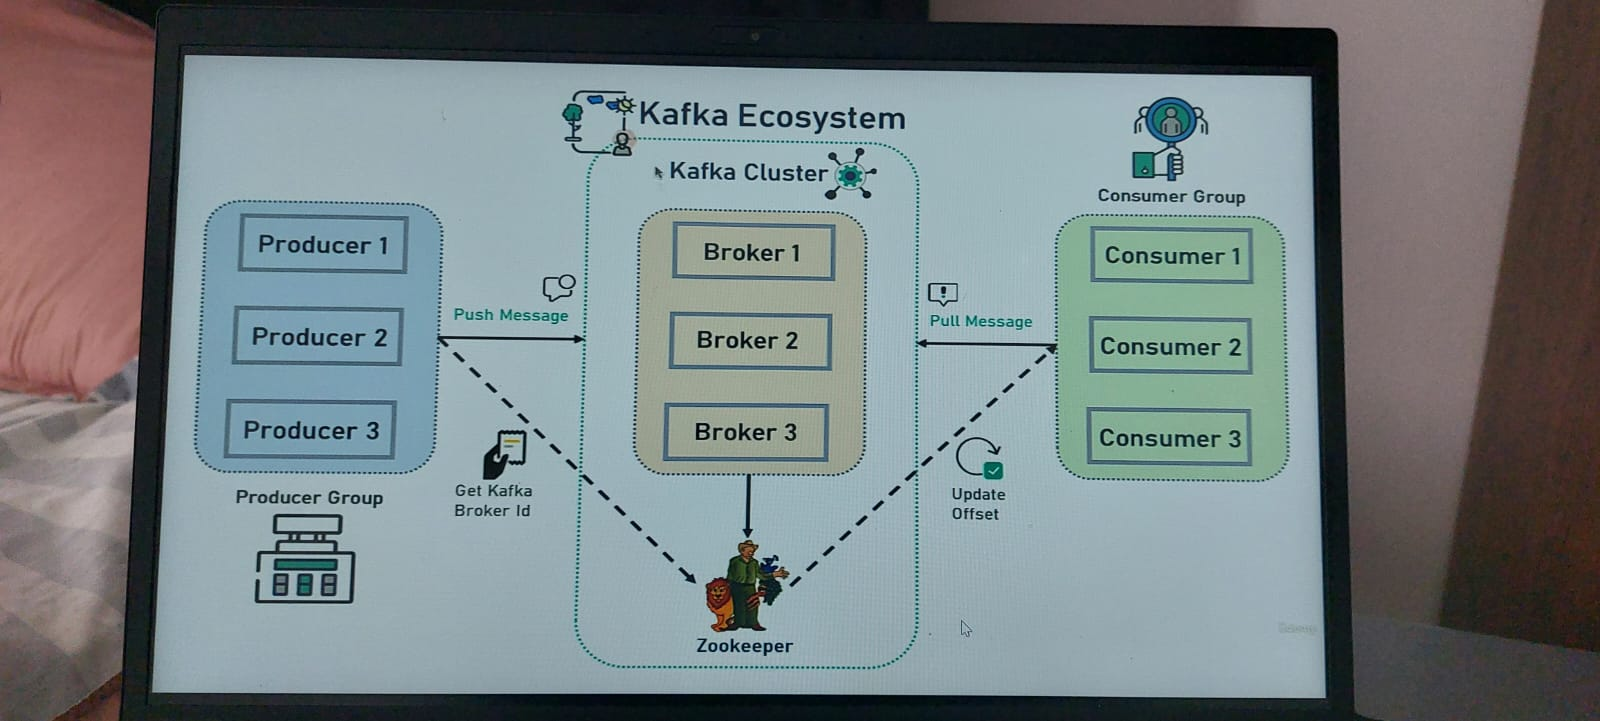 Kafka Ecosystem
Kafka Cluster
Consumer Group
Producer 1
Producer 2
Producer 3
Producer Group
Push Message
Get Kafka
Broker Id
Broker 1
Broker 2
Broker 3
Zookeeper
Pull Message
Update
Offset
Consumer 1
Consumer 2
Consumer 3